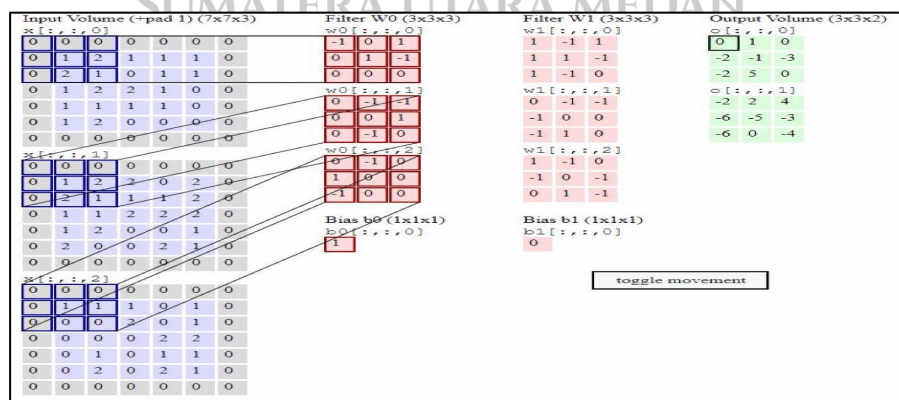 SUMATERA UTARA MEDAN
Input Volume (+pad 1) (7x7x3)
x[:,:,0]
0 0 0 0 0 0 0
0 1 2 1 1 1 0
0 2 1 0 1 1 0
0 1 2 2 1 0 0
0 1 1 1 1 0 0
0 1 2 0 0 0 0
0 0 0 0 0 0 0
x[:,:,1]
0 0 0 0 0 0 0
0 1 2 2 0 2 0
0 2 1 1 1 2 0
0 1 1 2 2 2 0
0 1 2 0 0 1 0
0 2 0 0 2 1 0
0 0 0 0 0 0 0
x[:,:,2]
0 0 0 0 0 0 0
0 1 1 1 0 1 0
0 0 0 2 0 1 0
0 0 0 0 2 2 0
0 0 1 0 1 1 0
0 0 2 0 2 1 0
0 0 0 0 0 0 0
Filter W0 (3x3x3)
w0[:,:,0]
-1 0 1
0 1 -1
0 0 0
w0[:,:,1]
0 -1 -1
0 0 1
0 -1 0
w0[:,:,2]
0 -1 0
1 0 0
-1 0 0
Bias b0 (1x1x1)
b0[:,:,0]
1
Filter W1 (3x3x3)
w1[:,:,0]
1 -1 1
1 1 -1
1 -1 0
w1[:,:,1]
0 -1 -1
-1 0 0
-1 1 0
w1[:,:,2]
1 -1 0
-1 0 -1
0 1 -1
Bias b1 (1x1x1)
b1[:,:,0]
0
Output Volume (3x3x2)
o[:,:,0]
0 1 0
-2 -1 -3
-2 5 0
o[:,:,1]
-2 2 4
-6 -5 -3
-6 0 -4
toggle movement